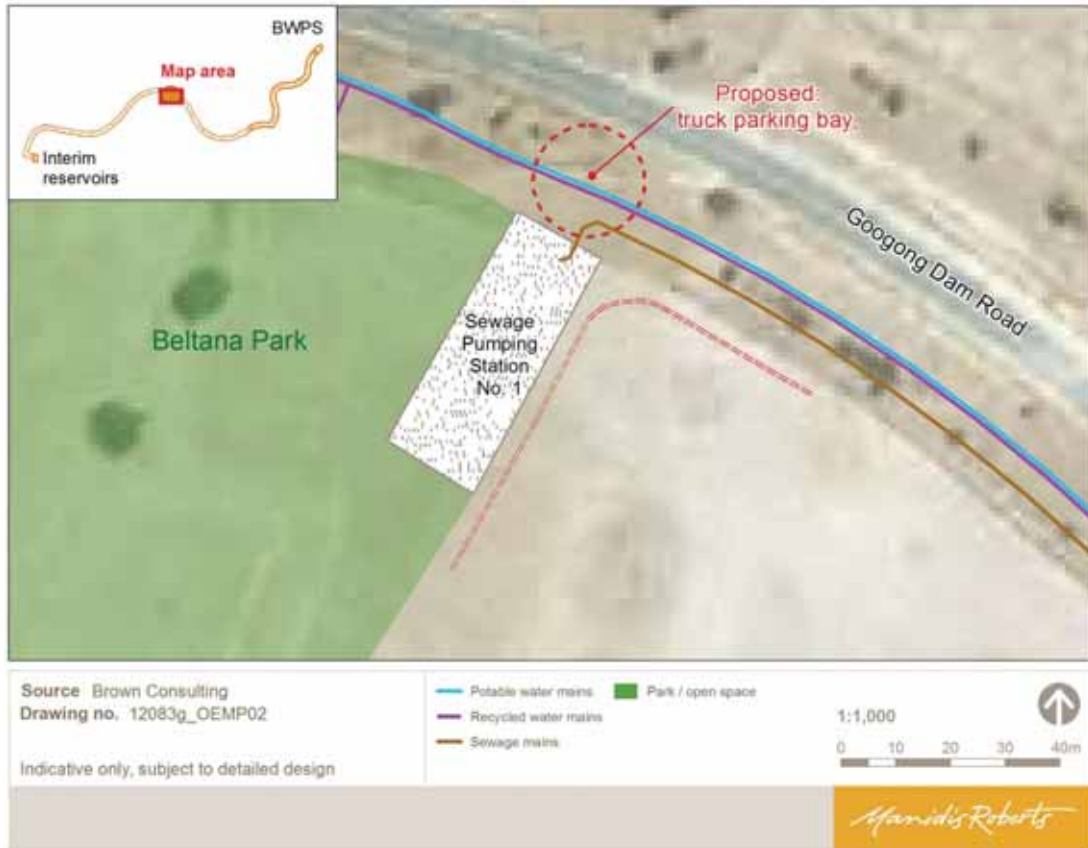 BWPS
Map area
Interim
reservoirs
Proposed:
truck parking bay.
Googong Dam Road
Beltana Park
Sewage
Pumping
Station
No. 1
Source Brown Consulting
Drawing no. 12083g_OEMP02
Indicative only, subject to detailed design
Potable water mains
Park / open space
Recycled water mains
Sewage mains
1:1,000
0 10 20 30 40m
Manidis Roberts